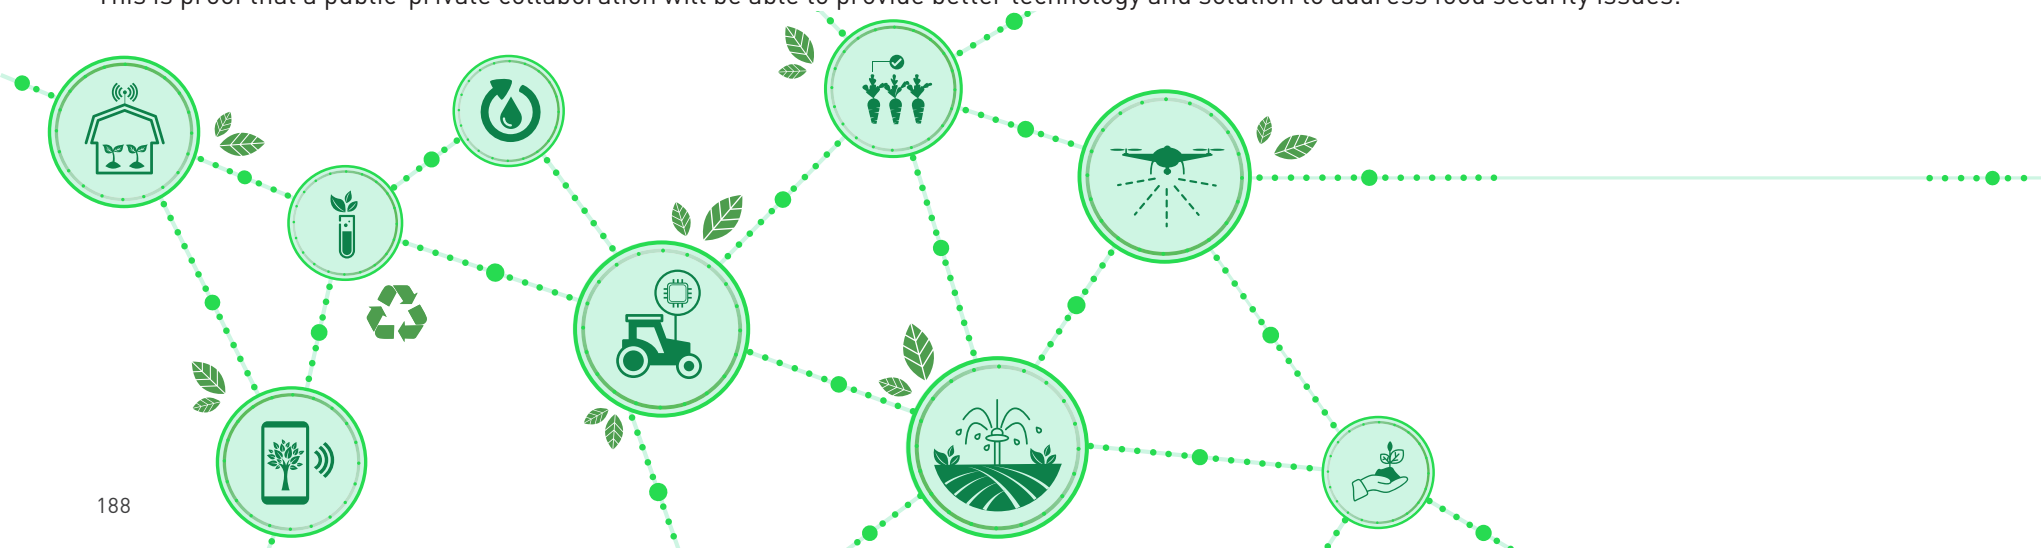 This is proof that a public-private collaboration will be able to provide better technology and solution to address food security issues.
188